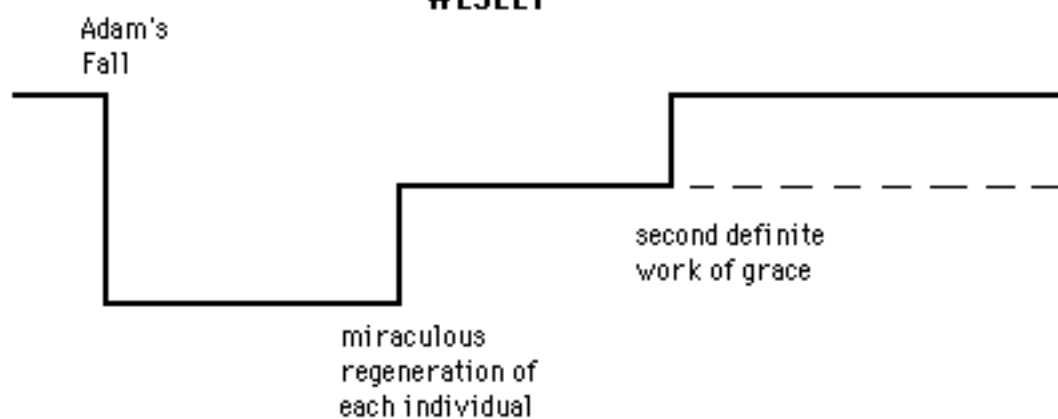 WESLEY
Adam's
Fall
second definite
work of grace
miraculous
regeneration of
each individual